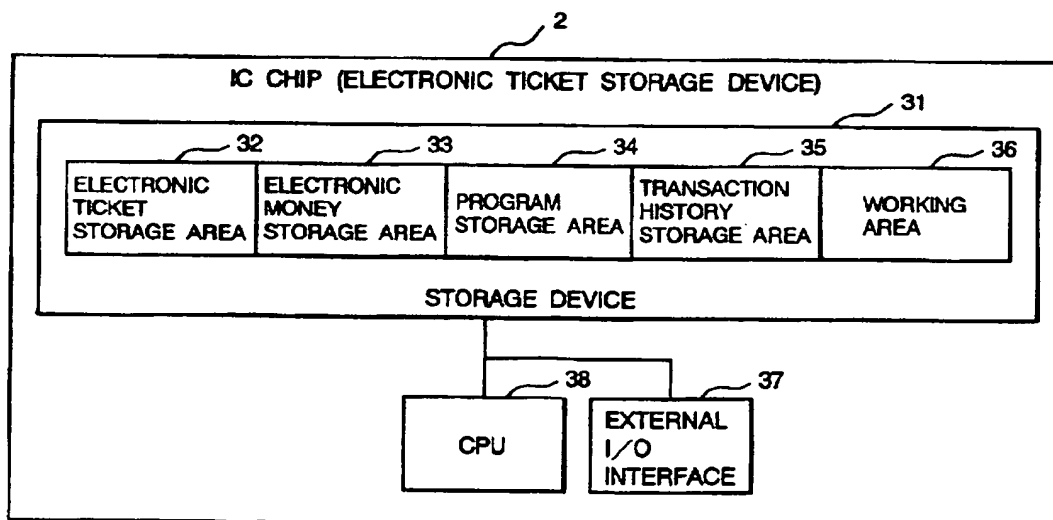 2
IC CHIP (ELECTRONIC TICKET STORAGE DEVICE)
31
32
33
34
35
36
ELECTRONIC
TICKET
STORAGE AREA
ELECTRONIC
MONEY
STORAGE AREA
PROGRAM
STORAGE AREA
TRANSACTION
HISTORY
STORAGE AREA
WORKING
AREA
STORAGE DEVICE
38
37
CPU
EXTERNAL
I/O
INTERFACE